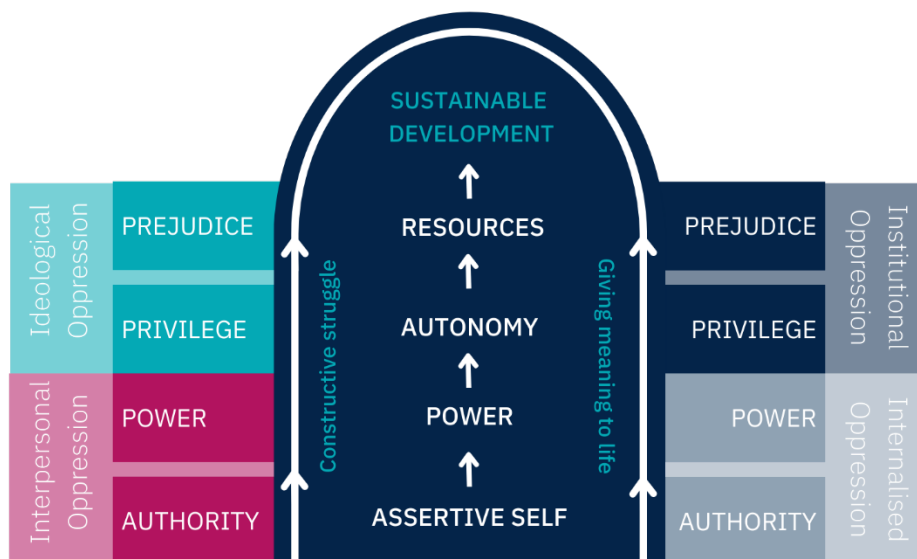 SUSTAINABLE
DEVELOPMENT
RESOURCES
AUTONOMY
POWER
ASSERTIVE SELF
Constructive struggle
Giving meaning to life
Ideological
Oppression
PREJUDICE
PRIVILEGE
Interpersonal
Oppression
POWER
AUTHORITY
PREJUDICE
PRIVILEGE
Institutional
Oppression
POWER
AUTHORITY
Internalised
Oppression